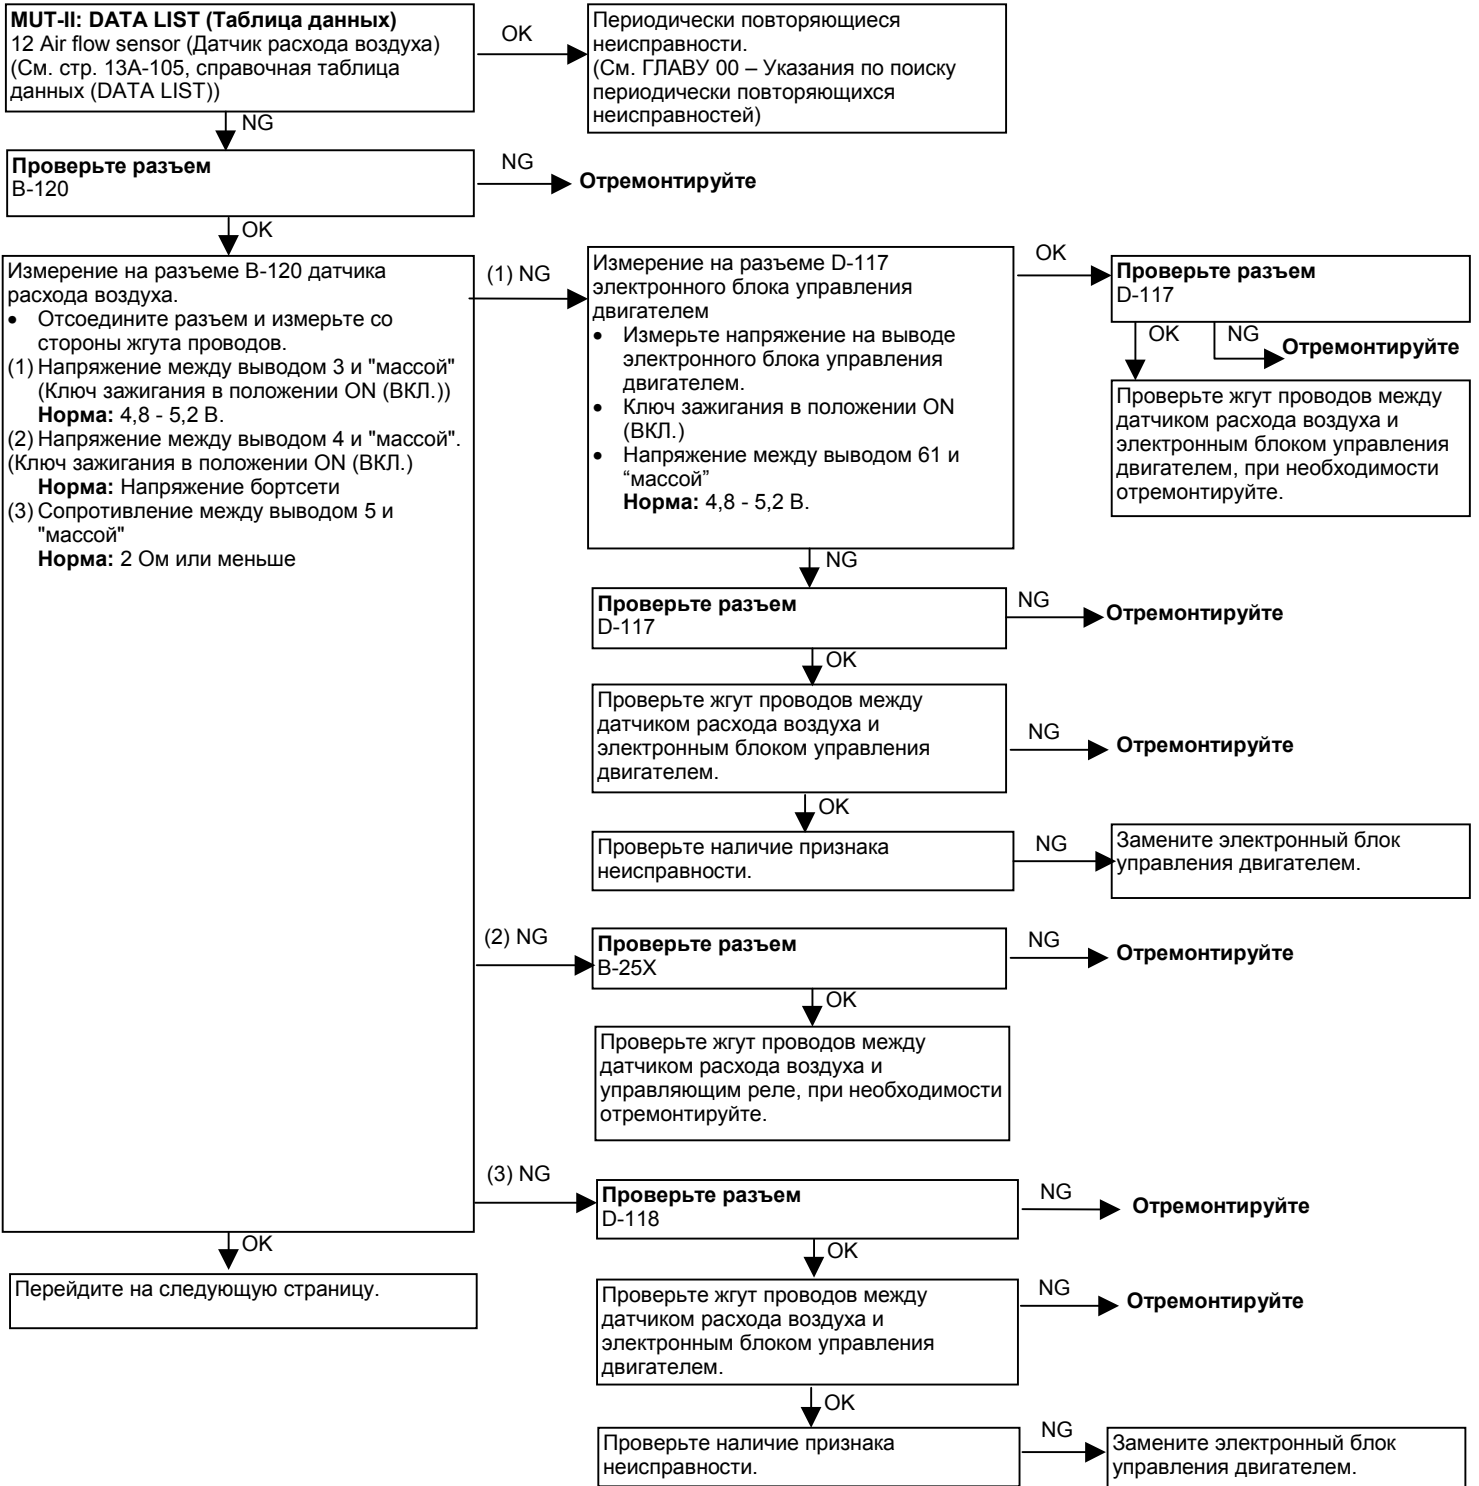 MUT-II: DATA LIST (Таблица данных)
12 Air flow sensor (Датчик расхода воздуха)
(См. стр. 13A-105, справочная таблица
данных (DATA LIST))
OK
Периодически повторяющиеся
неисправности.
(См. ГЛАВУ 00 – Указания по поиску
периодически повторяющихся
неисправностей)
NG
Проверьте разъем
B-120
NG
Отремонтируйте
OK
Измерение на разъеме B-120 датчика
расхода воздуха.
• Отсоедините разъем и измерьте со
стороны жгута проводов.
(1) Напряжение между выводом 3 и "массой"
(Ключ зажигания в положении ON (ВКЛ.))
Норма: 4,8 - 5,2 В.
(2) Напряжение между выводом 4 и "массой".
(Ключ зажигания в положении ON (ВКЛ.)
Норма: Напряжение бортсети
(3) Сопротивление между выводом 5 и
"массой"
Норма: 2 Ом или меньше
(1) NG
Измерение на разъеме D-117
электронного блока управления
двигателем
• Измерьте напряжение на выводе
электронного блока управления
двигателем.
• Ключ зажигания в положении ON
(ВКЛ.)
• Напряжение между выводом 61 и
“массой”
Норма: 4,8 - 5,2 В.
OK
Проверьте разъем
D-117
OK
NG
Отремонтируйте
Проверьте жгут проводов между
датчиком расхода воздуха и
электронным блоком управления
двигателем, при необходимости
отремонтируйте.
NG
Проверьте разъем
D-117
NG
Отремонтируйте
OK
Проверьте жгут проводов между
датчиком расхода воздуха и
электронным блоком управления
двигателем.
NG
Отремонтируйте
OK
Проверьте наличие признака
неисправности.
NG
Замените электронный блок
управления двигателем.
(2) NG
Проверьте разъем
B-25X
NG
Отремонтируйте
OK
Проверьте жгут проводов между
датчиком расхода воздуха и
управляющим реле, при необходимости
отремонтируйте.
(3) NG
Проверьте разъем
D-118
NG
Отремонтируйте
OK
Проверьте жгут проводов между
датчиком расхода воздуха и
электронным блоком управления
двигателем.
NG
Отремонтируйте
OK
Проверьте наличие признака
неисправности.
NG
Замените электронный блок
управления двигателем.
OK
Перейдите на следующую страницу.